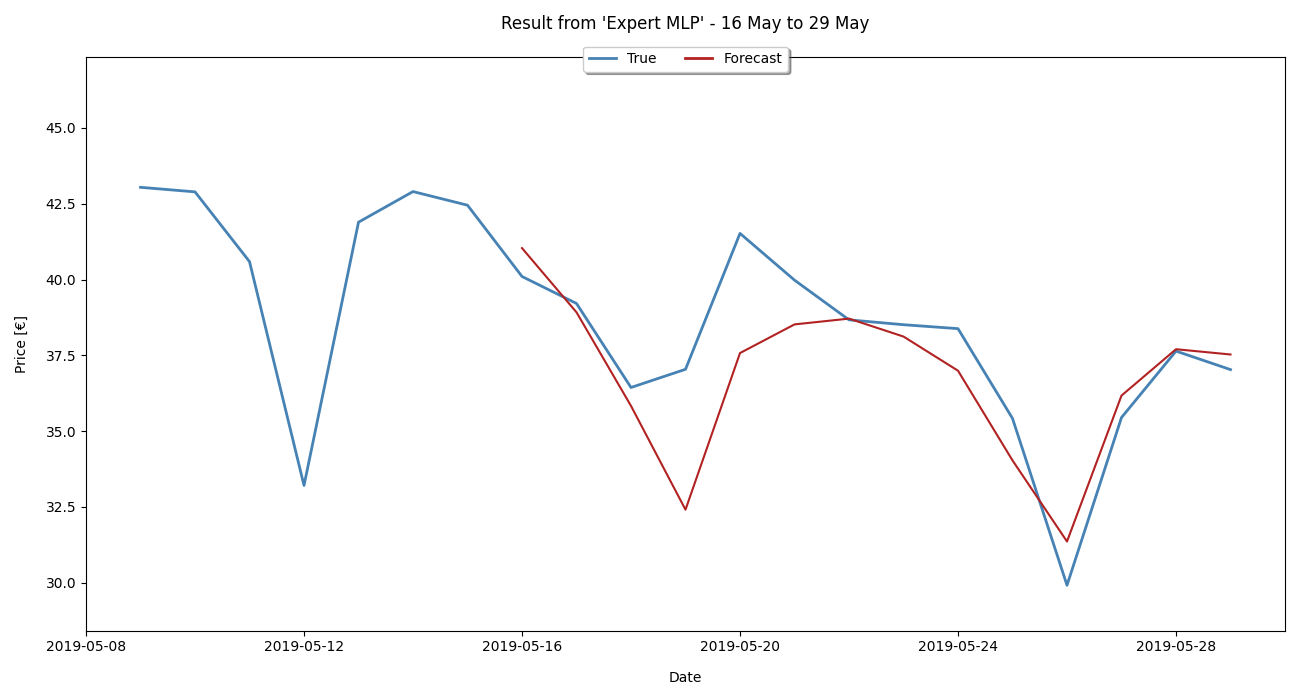 Result from 'Expert MLP' - 16 May to 29 May
True Forecast
45.0
42.5
40.0
37.5
35.0
32.5
30.0
Price [€]
2019-05-08 2019-05-12 2019-05-16 2019-05-20 2019-05-24 2019-05-28
Date